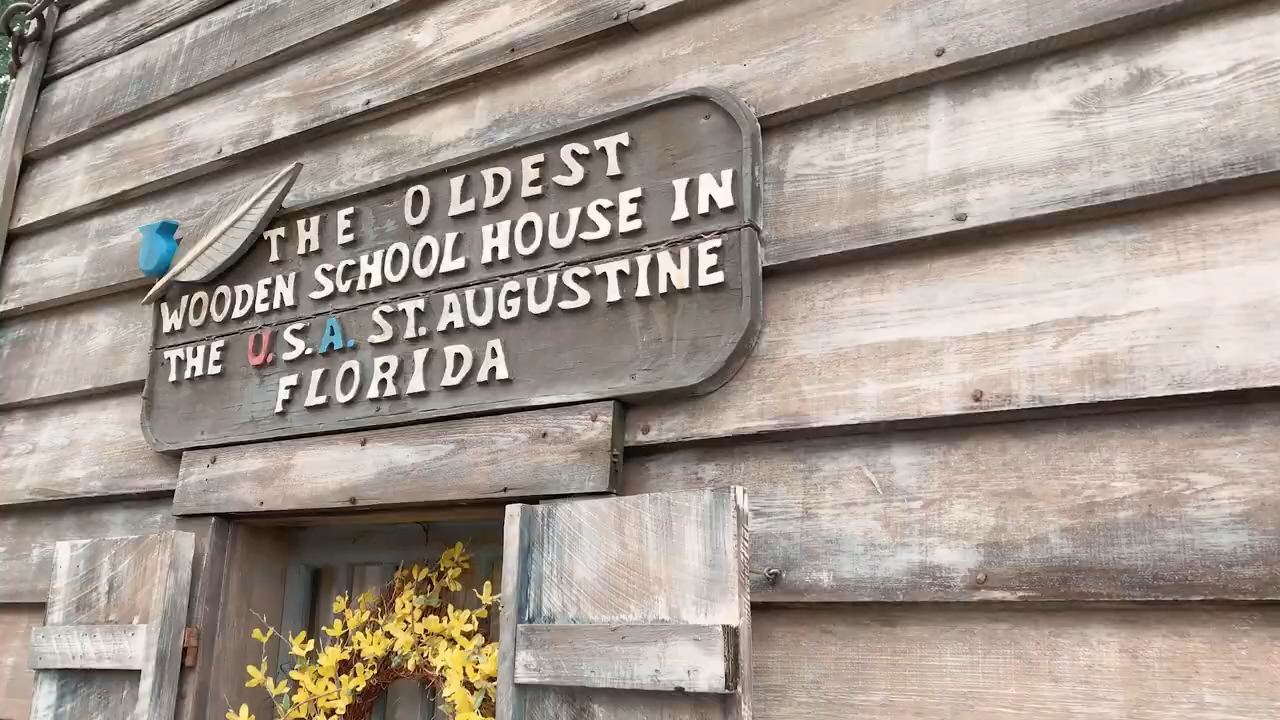 THE OLDEST
WOODEN SCHOOL HOUSE IN
THE U.S.A. ST. AUGUSTINE
FLORIDA